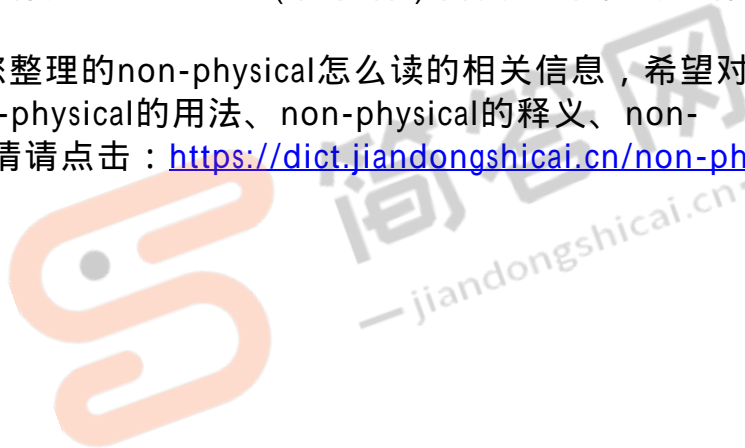 整理的non-physical怎么读的相关信息，希望对
-physical的用法、non-physical的释义、non-
请点击：https://dict.jiandongshicai.cn/non-ph
简答网
jiandongshicai.cn